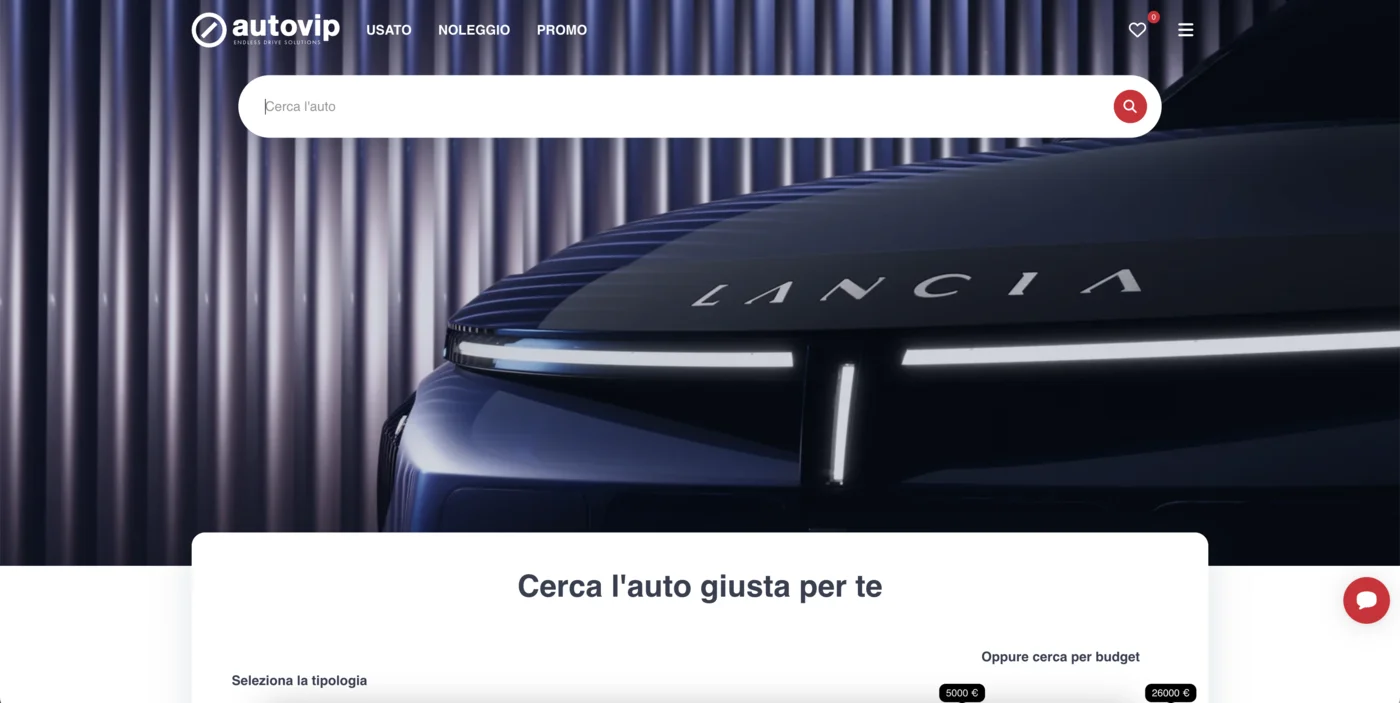 autovip
ENDLESS DRIVE SOLUTIONS
USATO
NOLEGGIO
PROMO
0
Cerca l'auto
LANCIA
Cerca l'auto giusta per te
Oppure cerca per budget
Seleziona la tipologia
5000 €
26000 €